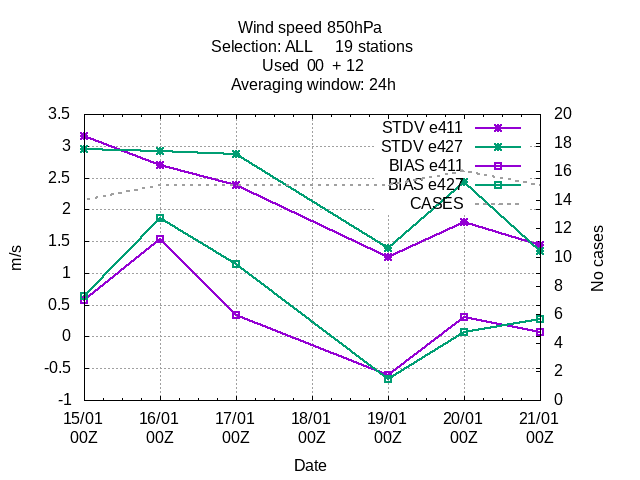 Wind speed 850hPa
Selection: ALL     19 stations
Used  00  + 12
Averaging window: 24h
3.5
3
2.5
2
1.5
1
0.5
0
-0.5
-1
m/s
20
18
16
14
12
10
8
6
4
2
0
No cases
STDV e411
STDV e427
BIAS e411
BIAS e427
CASES
15/01 16/01 17/01 18/01 19/01 20/01 21/01
00Z 00Z 00Z 00Z 00Z 00Z 00Z
Date